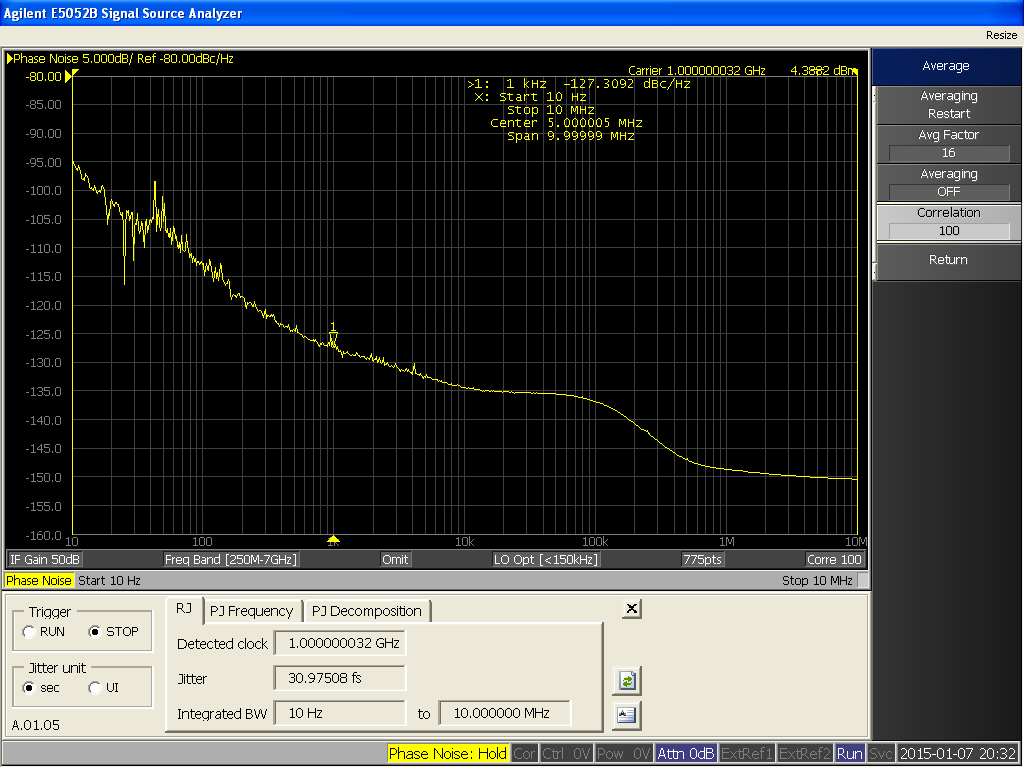 Agilent E5052B Signal Source Analyzer
Resize
Phase Noise 5.000dB/ Ref -80.00dBc/Hz
Carrier 1.000000032 GHz 4.3882 dBm
>1: 1 kHz -127.3092 dBc/Hz
X: Start 10 Hz
Stop 10 MHz
Center 5.000005 MHz
Span 9.99999 MHz
-80.00
-85.00
-90.00
-95.00
-100.0
-105.0
-110.0
-115.0
-120.0
-125.0
-130.0
-135.0
-140.0
-145.0
-150.0
-155.0
-160.0
1
10 100 1k 10k 100k 1M 10M
IF Gain 50dB Freq Band [250M-7GHz] Omit LO Opt [<150kHz] 775pts Corre 100
Phase Noise Start 10 Hz Stop 10 MHz
Average
Averaging
Restart
Avg Factor
16
Averaging
OFF
Correlation
100
Return
Trigger
RUN STOP
Jitter unit
sec UI
A.01.05
RJ PJ Frequency PJ Decomposition
Detected clock 1.000000032 GHz
Jitter 30.97508 fs
Integrated BW 10 Hz to 10.000000 MHz
Phase Noise: Hold Cor Ctrl 0V Pow 0V Attn 0dB ExtRef1 ExtRef2 Run Svc 2015-01-07 20:32